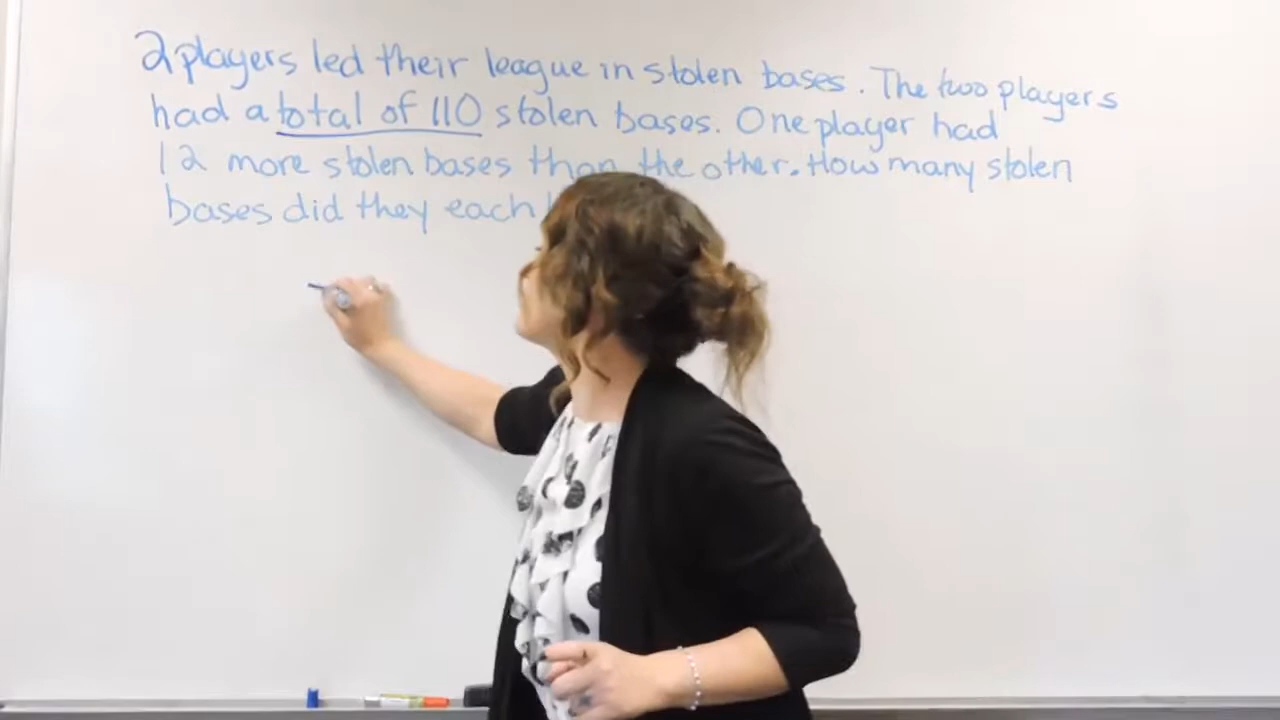 2 players led their league in stolen bases. The two players
had a total of 110 stolen bases. One player had
12 more stolen bases than the other. How many stolen
bases did they each